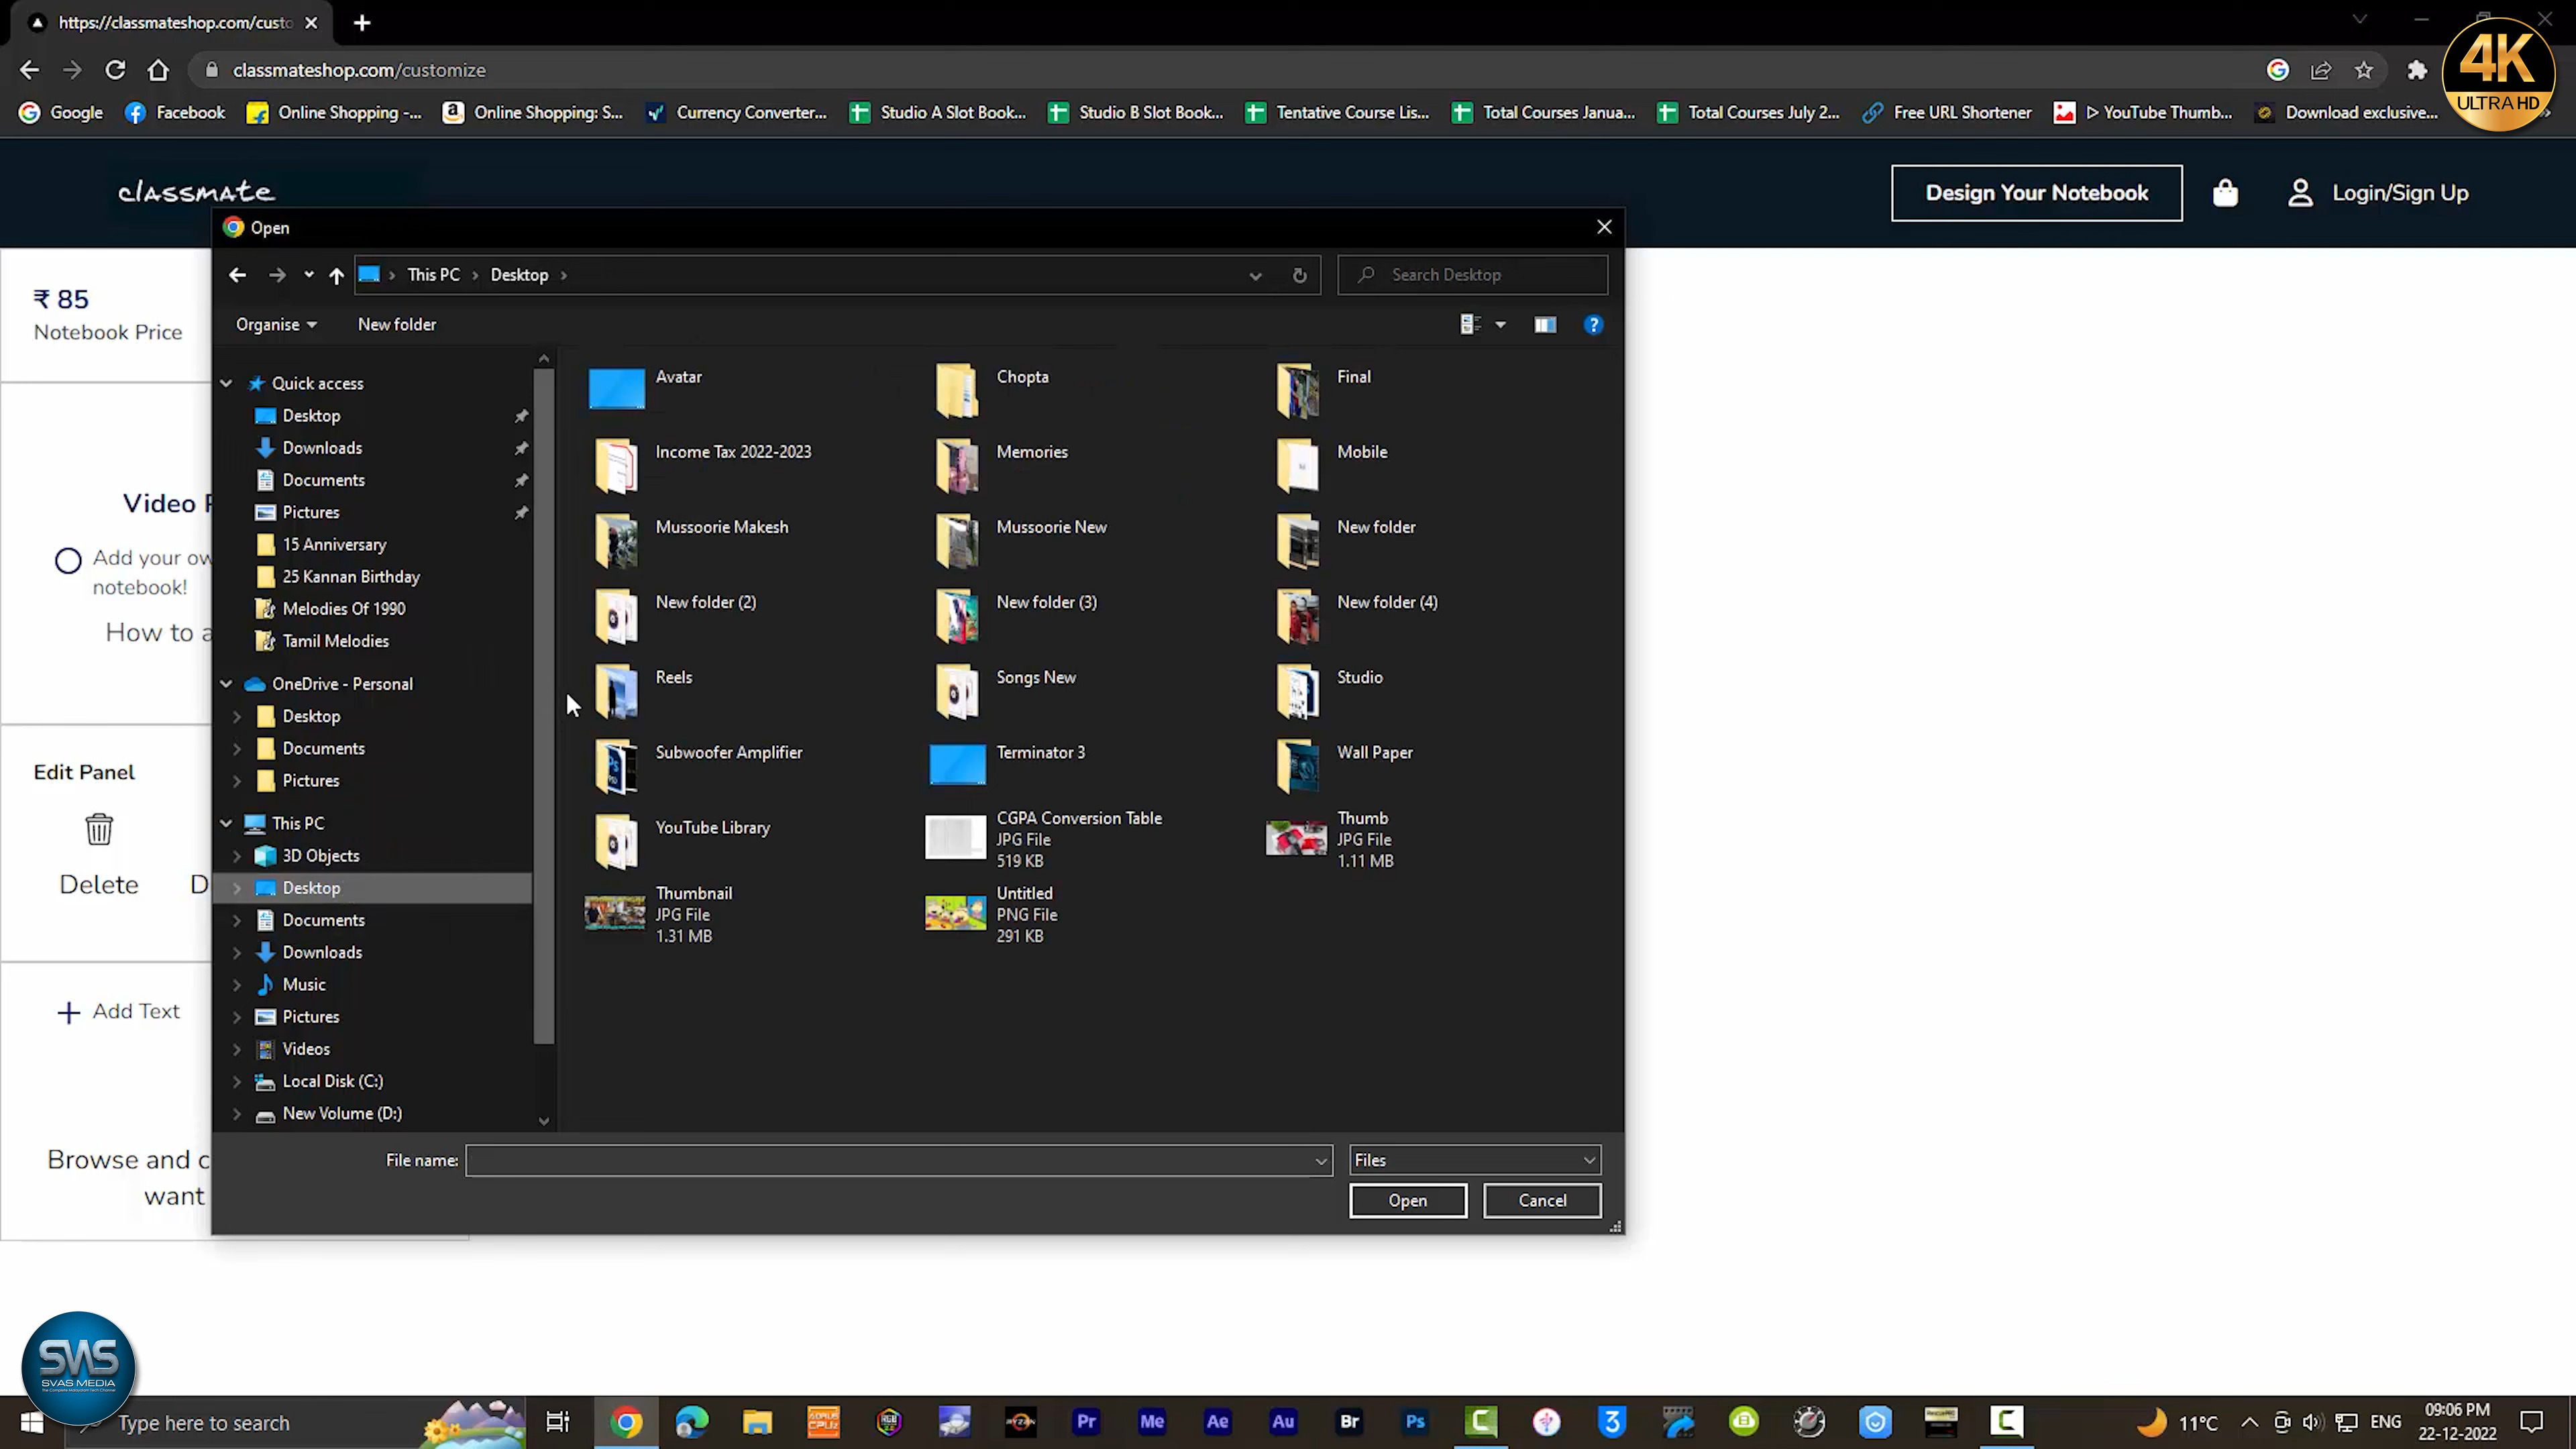 https://classmateshop.com/custo
4K
ULTRA HD
classmateshop.com/customize
Google
Facebook
Online Shopping -...
Online Shopping: S...
Currency Converter...
Studio A Slot Book...
Studio B Slot Book...
Tentative Course Lis...
Total Courses Janua...
Total Courses July 2...
Free URL Shortener
▷ YouTube Thumb...
Download exclusive...
classmate
Design Your Notebook
Login/Sign Up
Open
This PC
Desktop
Search Desktop
Organise
New folder
₹ 85
Notebook Price
Video
Add your ow
notebook!
How to a
Edit Panel
Delete
D
+ Add Text
Browse and c
want
Quick access
Desktop
Downloads
Documents
Pictures
15 Anniversary
25 Kannan Birthday
Melodies Of 1990
Tamil Melodies
OneDrive - Personal
Desktop
Documents
Pictures
This PC
3D Objects
Desktop
Documents
Downloads
Music
Pictures
Videos
Local Disk (C:)
New Volume (D:)
Avatar
Chopta
Final
Income Tax 2022-2023
Memories
Mobile
Mussoorie Makesh
Mussoorie New
New folder
New folder (2)
New folder (3)
New folder (4)
Reels
Songs New
Studio
Subwoofer Amplifier
Terminator 3
Wall Paper
YouTube Library
CGPA Conversion Table
JPG File
519 KB
Thumb
JPG File
1.11 MB
Thumbnail
JPG File
1.31 MB
Untitled
PNG File
291 KB
File name:
Files
Open
Cancel
SWS
SVAS MEDIA
Type here to search
Pr
Me
Ae
Au
Br
Ps
11°C
ENG
09:06 PM
22-12-2022